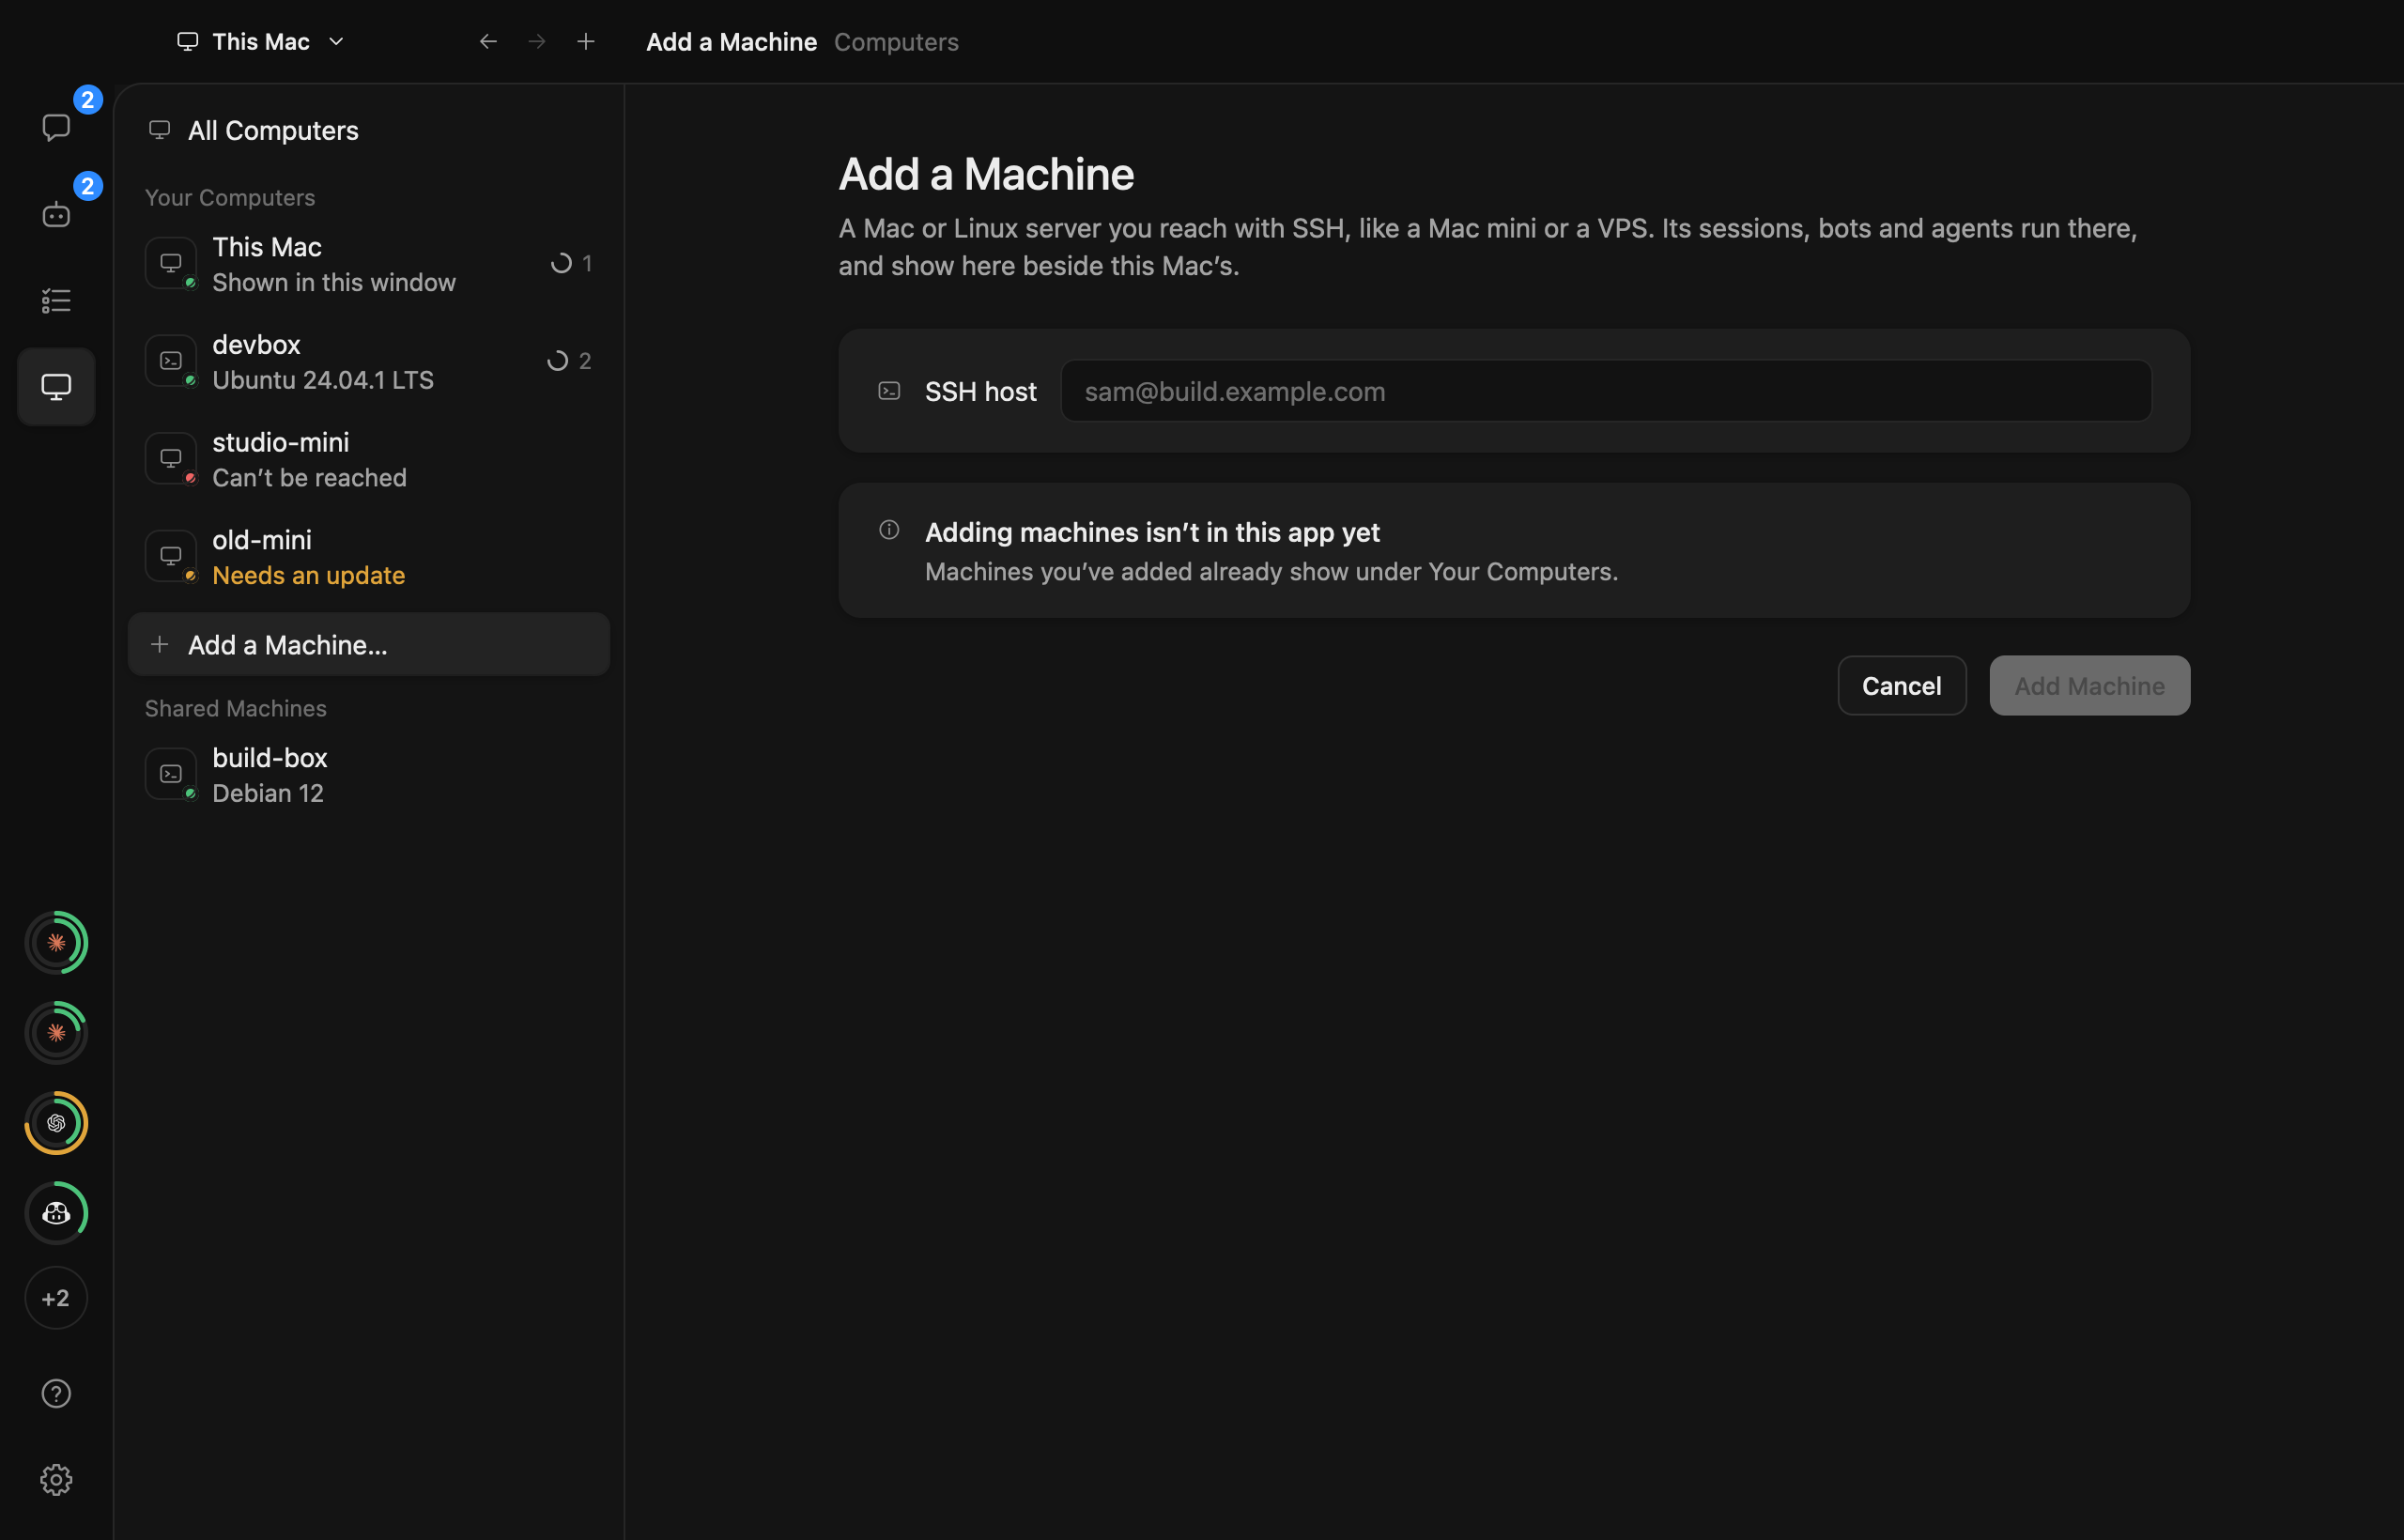 This Mac
Add a Machine Computers
2
2
All Computers
Your Computers
This Mac
Shown in this window
1
devbox
Ubuntu 24.04.1 LTS
2
studio-mini
Can’t be reached
old-mini
Needs an update
Add a Machine...
Shared Machines
build-box
Debian 12
+2
Add a Machine
A Mac or Linux server you reach with SSH, like a Mac mini or a VPS. Its sessions, bots and agents run there,
and show here beside this Mac’s.
SSH host
sam@build.example.com
Adding machines isn’t in this app yet
Machines you’ve added already show under Your Computers.
Cancel
Add Machine